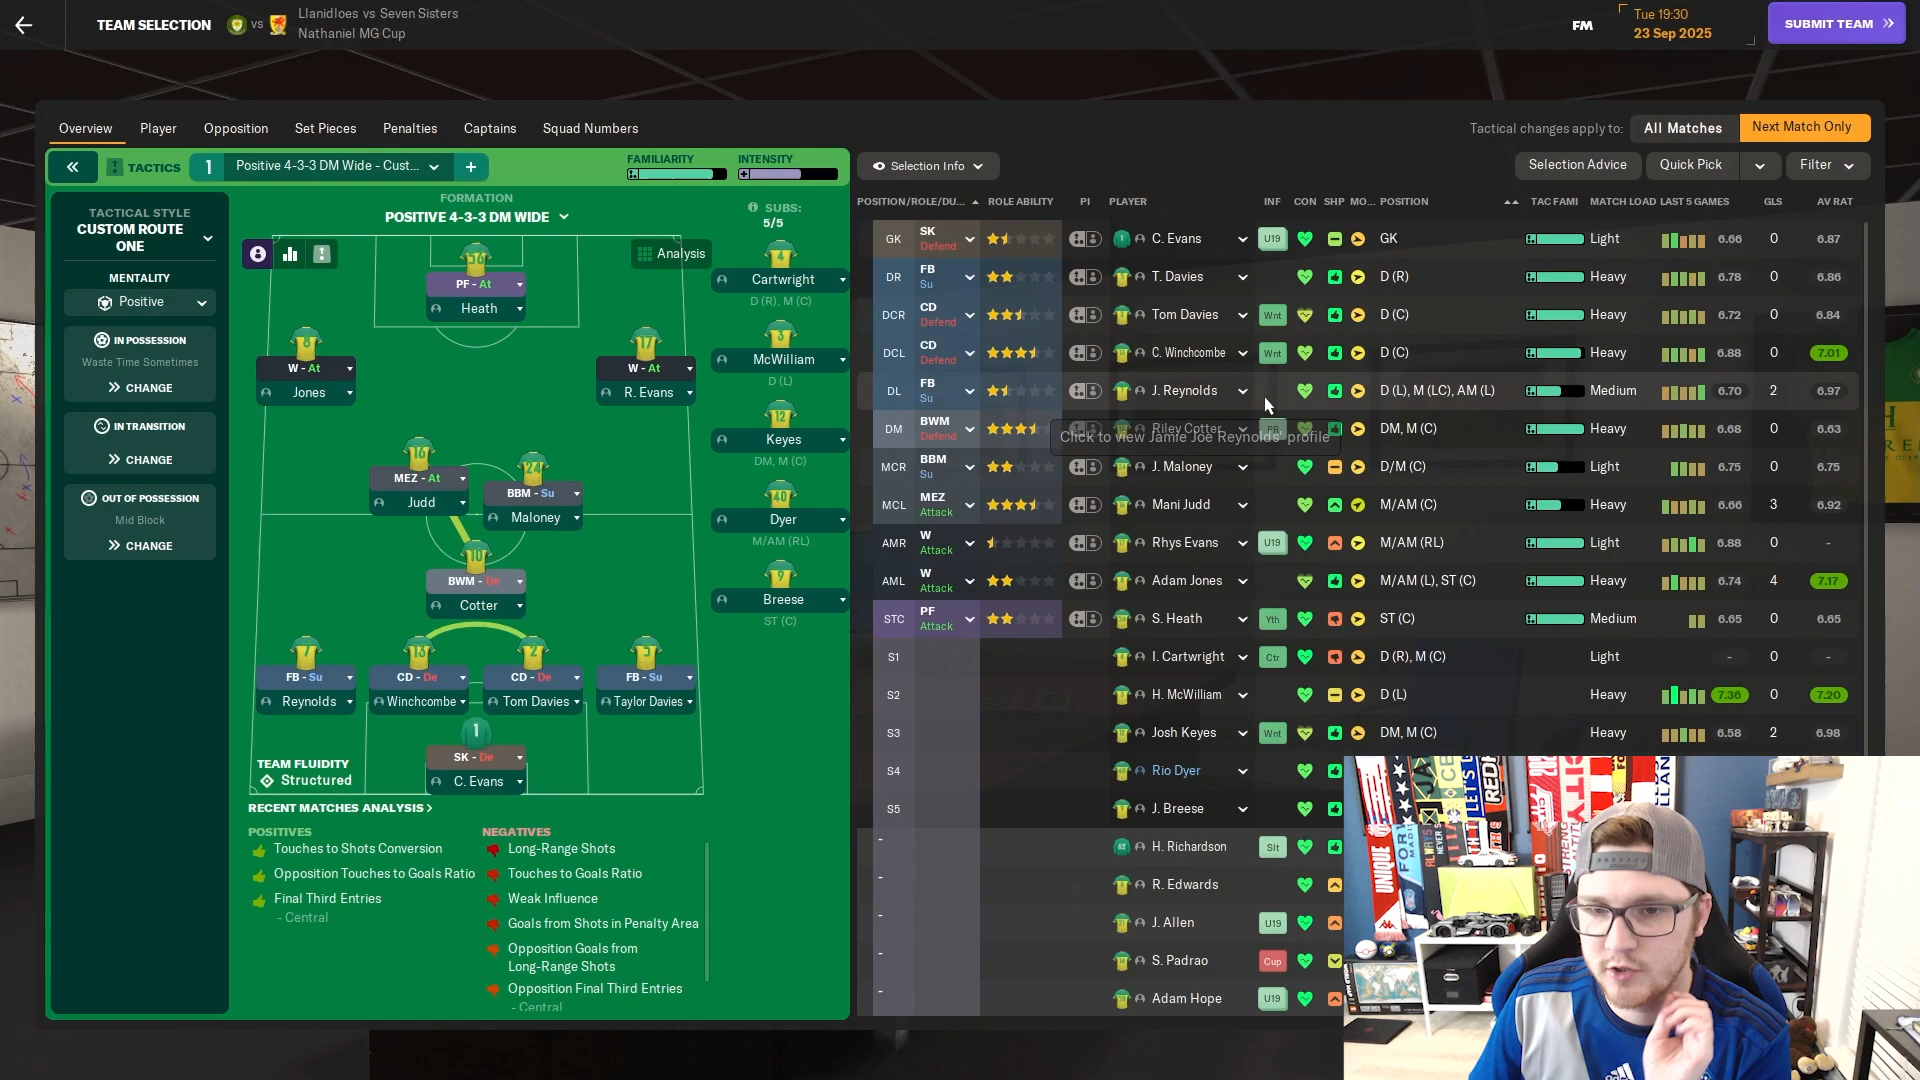 TEAM SELECTION
vs
Llanidloes vs Seven Sisters
Nathaniel MG Cup
FM
Tue 19:30
23 Sep 2025
SUBMIT TEAM
Overview Player Opposition Set Pieces Penalties Captains Squad Numbers
Tactical changes apply to: All Matches Next Match Only
TACTICS 1 Positive 4-3-3 DM Wide - Cust...
FAMILIARITY INTENSITY
Selection Info Selection Advice Quick Pick Filter
TACTICAL STYLE
CUSTOM ROUTE
ONE
MENTALITY
Positive
IN POSSESSION
Waste Time Sometimes
CHANGE
IN TRANSITION
CHANGE
OUT OF POSSESSION
Mid Block
CHANGE
FORMATION
POSITIVE 4-3-3 DM WIDE
SUBS:
5/5
Analysis
56
PF - At
Heath
8
W - At
Jones
17
W - At
R. Evans
16
MEZ - At
Judd
24
BBM - Su
Maloney
10
BWM - De
Cotter
7
FB - Su
Reynolds
13
CD - De
Winchcombe
2
CD - De
Tom Davies
5
FB - Su
Taylor Davies
1
SK - De
C. Evans
4
Cartwright
D (R), M (C)
3
McWilliam
D (L)
12
Keyes
DM, M (C)
40
Dyer
M/AM (RL)
9
Breese
ST (C)
TEAM FLUIDITY
Structured
RECENT MATCHES ANALYSIS
POSITIVES
Touches to Shots Conversion
Opposition Touches to Goals Ratio
Final Third Entries
- Central
NEGATIVES
Long-Range Shots
Touches to Goals Ratio
Weak Influence
Goals from Shots in Penalty Area
Opposition Goals from
Long-Range Shots
Opposition Final Third Entries
- Central
POSITION/ROLE/DU... ROLE ABILITY PI PLAYER INF CON SHP MO... POSITION TAC FAMI MATCH LOAD LAST 5 GAMES GLS AV RAT
GK SK Defend C. Evans U19 GK Light 6.66 0 6.87
DR FB Su T. Davies D (R) Heavy 6.78 0 6.86
DCR CD Defend Tom Davies Wnt D (C) Heavy 6.72 0 6.84
DCL CD Defend C. Winchcombe Wnt D (C) Heavy 6.88 0 7.01
DL FB Su J. Reynolds D (L), M (LC), AM (L) Medium 6.70 2 6.97
DM BWM Defend Riley Cotter PR DM, M (C) Heavy 6.68 0 6.63
Click to view Jamie Joe Reynolds' profile
MCR BBM Su J. Maloney D/M (C) Light 6.75 0 6.75
MCL MEZ Attack Mani Judd M/AM (C) Heavy 6.66 3 6.92
AMR W Attack Rhys Evans U19 M/AM (RL) Light 6.88 0 -
AML W Attack Adam Jones M/AM (L), ST (C) Heavy 6.74 4 7.17
STC PF Attack S. Heath Yth ST (C) Medium 6.65 0 6.65
S1 I. Cartwright Ctr D (R), M (C) Light - 0 -
S2 H. McWilliam D (L) Heavy 7.36 0 7.20
S3 Josh Keyes Wnt DM, M (C) Heavy 6.58 2 6.98
S4 Rio Dyer
S5 J. Breese
- H. Richardson Slt
- R. Edwards
- J. Allen U19
- S. Padrao Cup
- Adam Hope U19